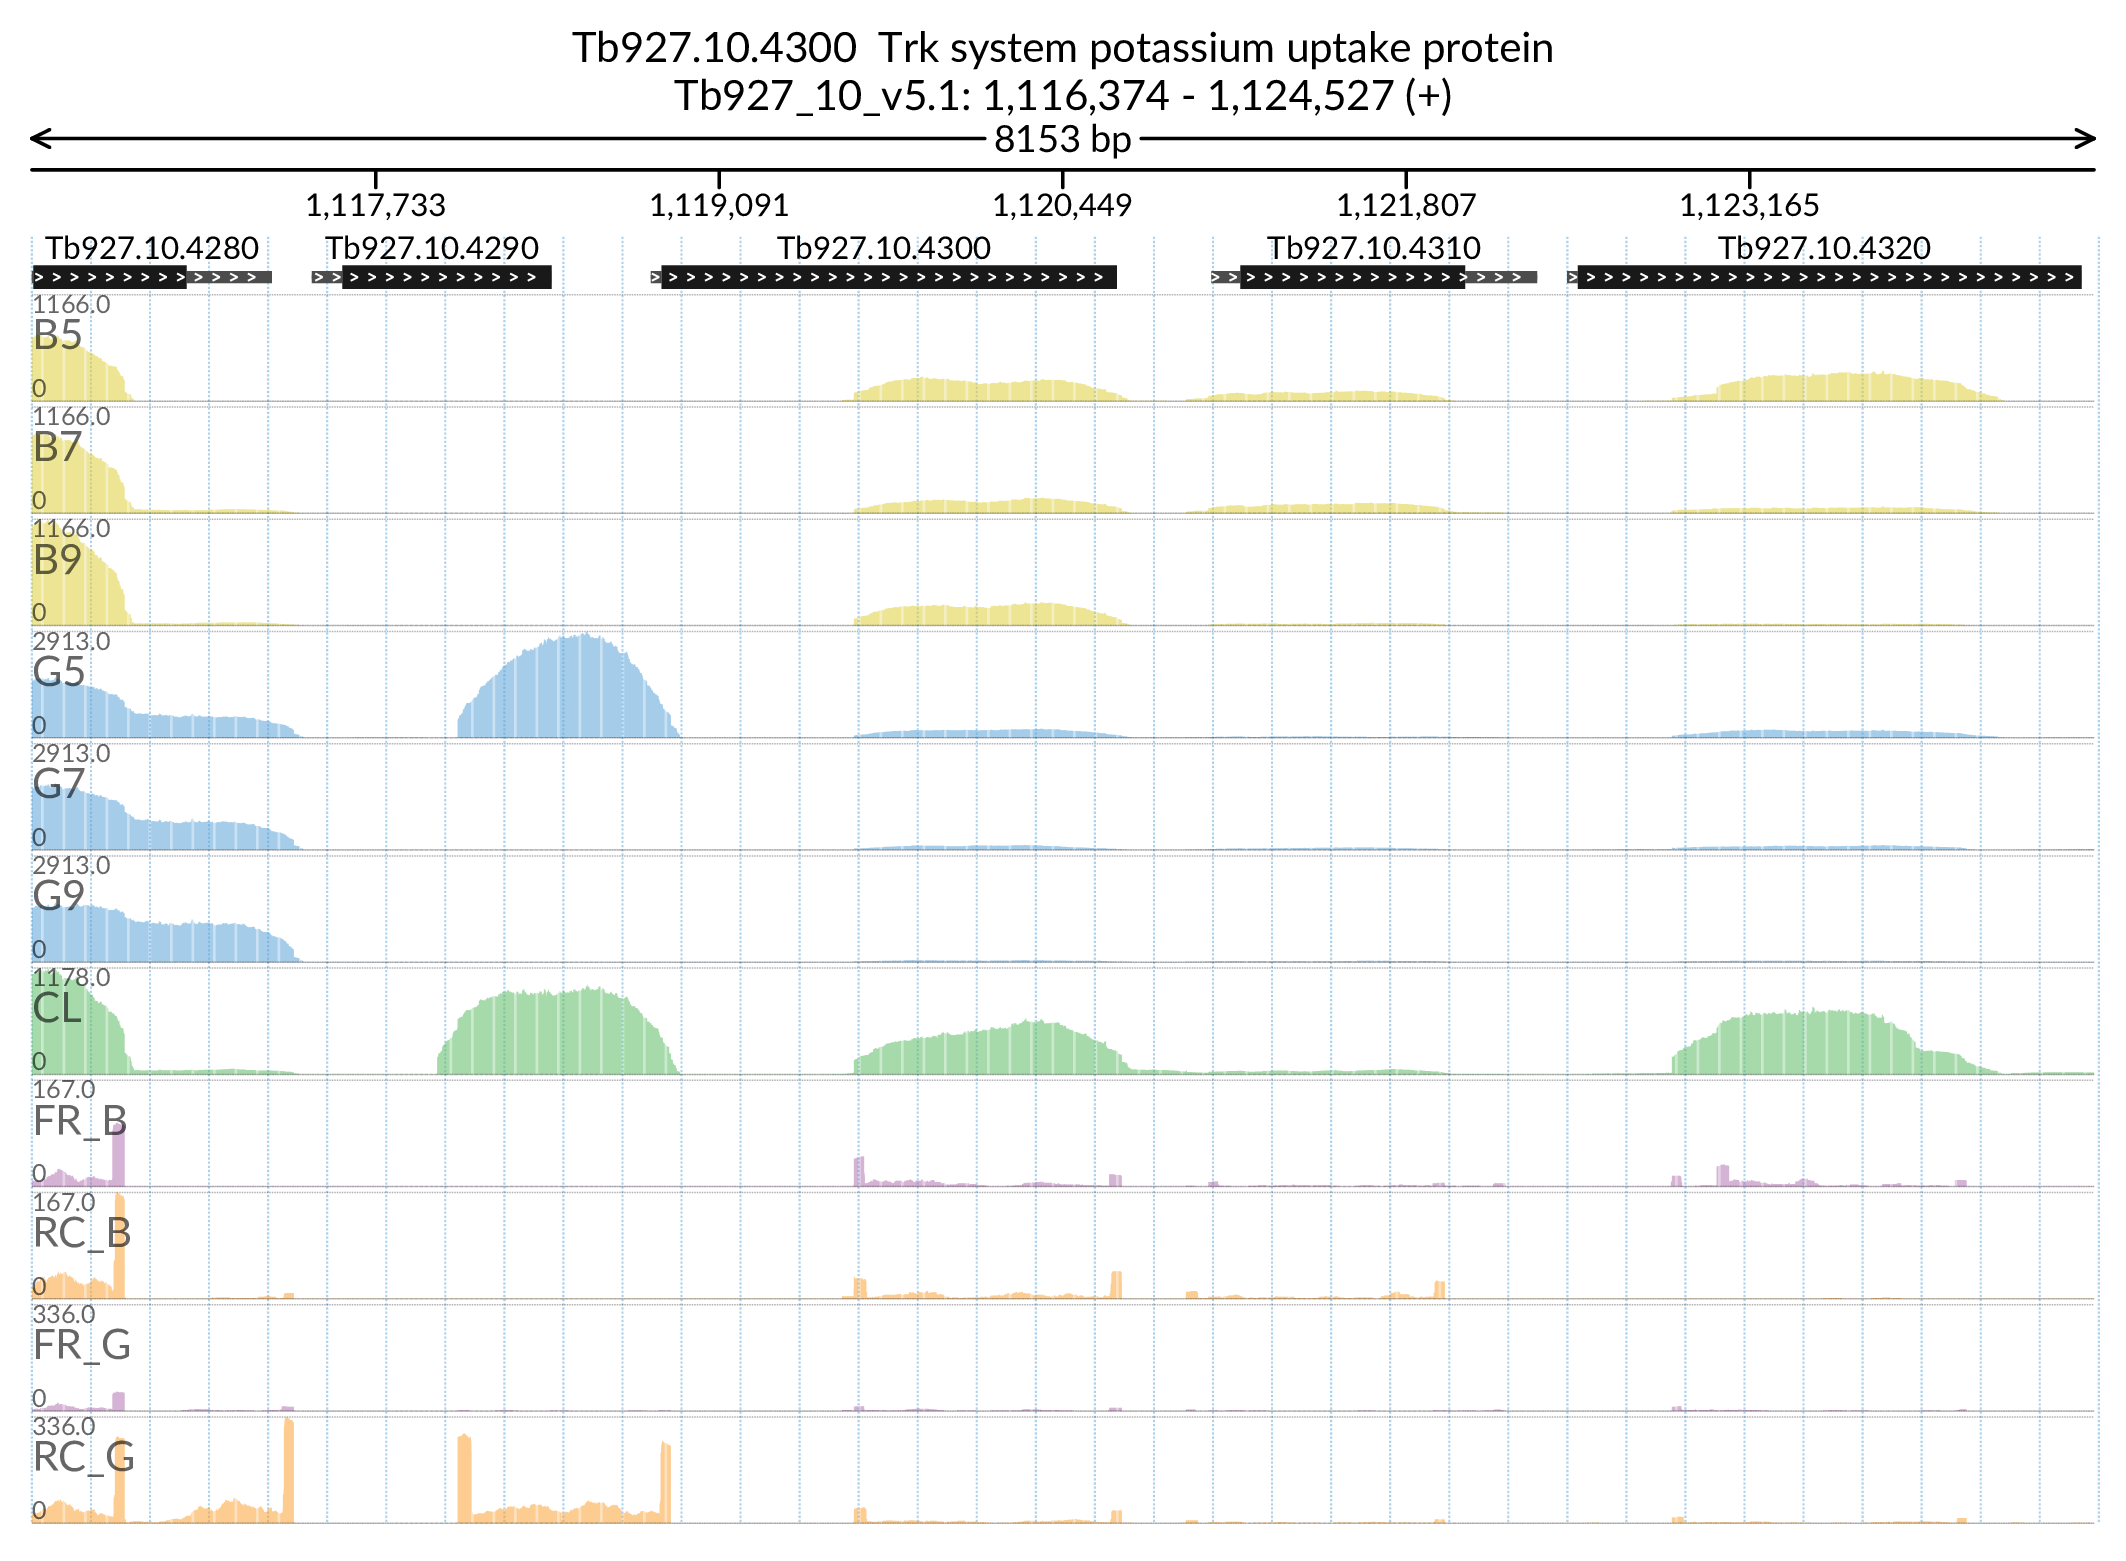 Tb927.10.4300  Trk system potassium uptake protein
Tb927_10_v5.1: 1,116,374 - 1,124,527 (+)
8153 bp
1,117,733 1,119,091 1,120,449 1,121,807 1,123,165
Tb927.10.4280 Tb927.10.4290 Tb927.10.4300 Tb927.10.4310 Tb927.10.4320
1166.0
B5
0
1166.0
B7
0
1166.0
B9
0
2913.0
G5
0
2913.0
G7
0
2913.0
G9
0
1178.0
CL
0
167.0
FR_B
0
167.0
RC_B
0
336.0
FR_G
0
336.0
RC_G
0